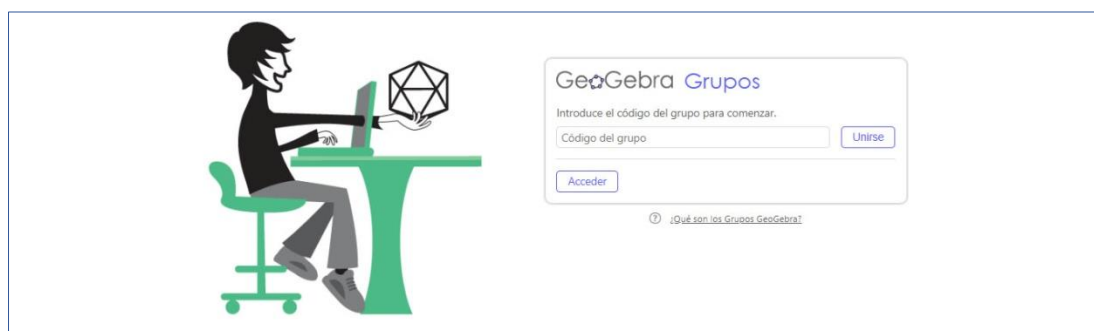 GeoGebra Grupos
Introduce el código del grupo para comenzar.
Código del grupo
Unirse
Acceder
? ¿Qué son los Grupos GeoGebra?